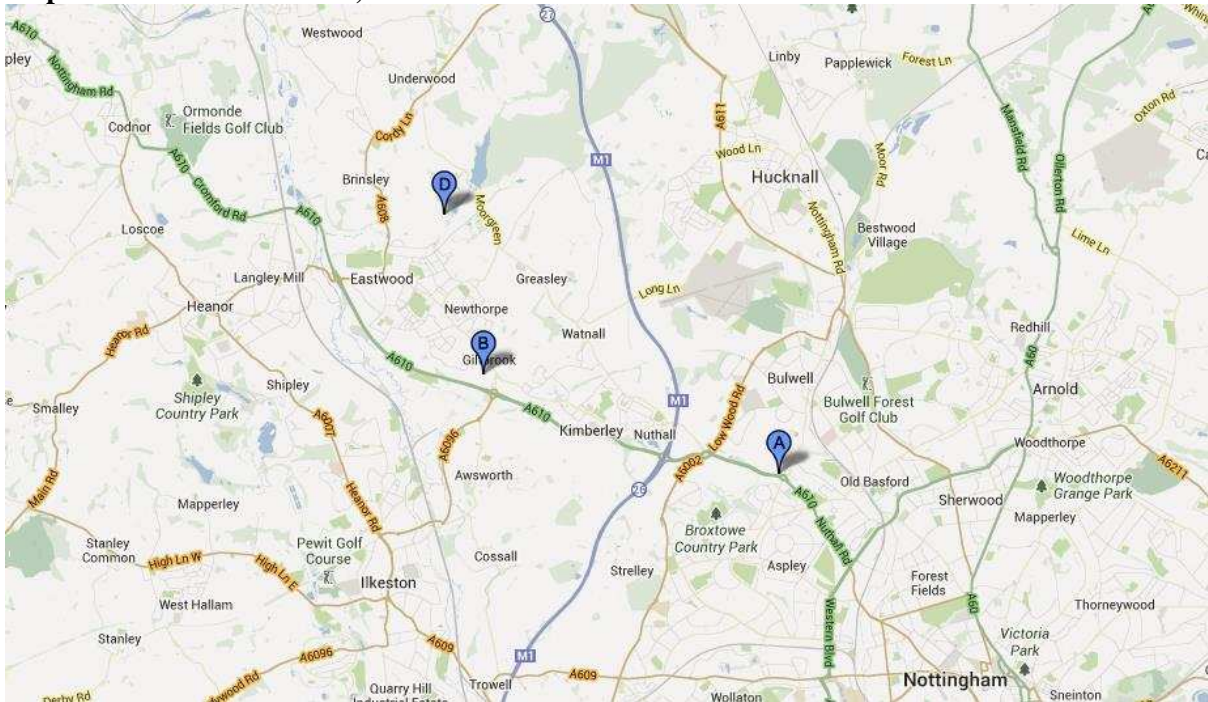 27
A610
Westwood
Linby
Papplewick
Forest Ln
Nottingham Rd
Underwood
A611
Mansfield Rd
Ollerton Rd
Oxton Rd
Ormonde
Fields Golf Club
Codnor
Cordy Ln
Wood Ln
Moor Rd
M1
A610
Brinsley
D
Hucknall
Cromford Rd
A610
A608
Moorgreen
Nottingham Rd
Bestwood
Village
Loscoe
Lime Ln
Langley Mill
Eastwood
Greasley
Long Ln
Heanor
Newthorpe
Watnall
Redhill
Heanor Rd
A610
B
A60
Shipley
Country Park
Shipley
Bulwell
Arnold
Smalley
A6007
A610
M1
Low Wood Rd
Bulwell Forest
Golf Club
Kimberley
Nuthall
A
Woodthorpe
A6096
A6002
A6211
Main Rd
Awsworth
Old Basford
Woodthorpe
Grange Park
Mapperley
Heanor Rd
26
A610
Sherwood
Nuthall Rd
Broxtowe
Country Park
Mapperley
Stanley
Common
Pewit Golf
Course
High Ln W
High Ln E
Cossall
Strelley
Aspley
Ilkeston
Forest
Fields
West Hallam
A60
Thorneywood
Stanley
A609
Western Blvd
Victoria
Park
A6096
M1
A609
Trowell
Nottingham
Quarry Hill
Industrial Estate
Wollaton
Sneinton
Derby Rd